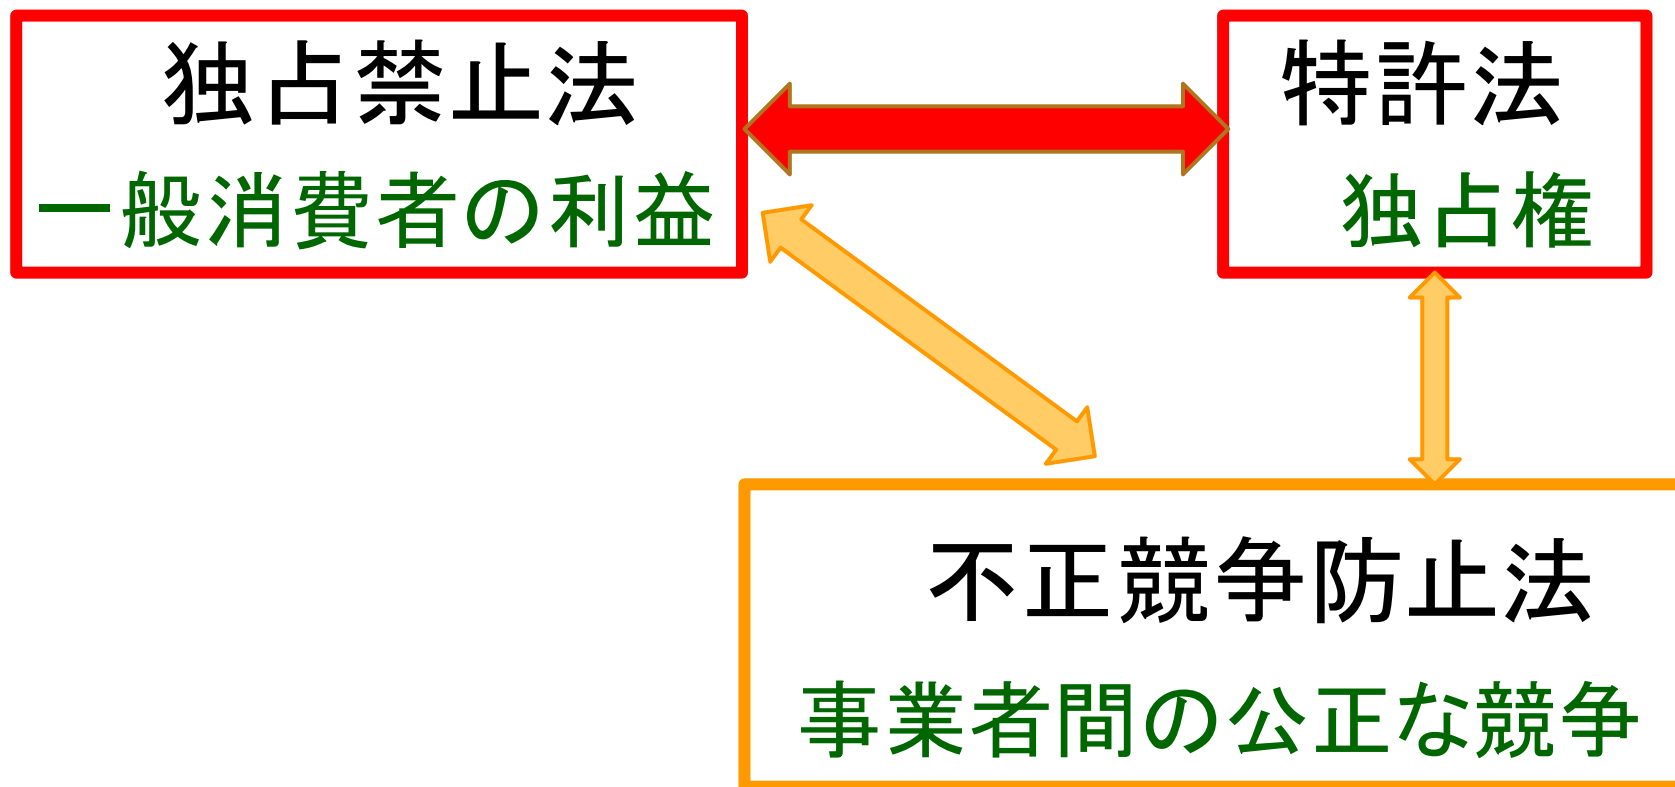 独占禁止法
一般消費者の利益
特許法
独占権
不正競争防止法
事業者間の公正な競争